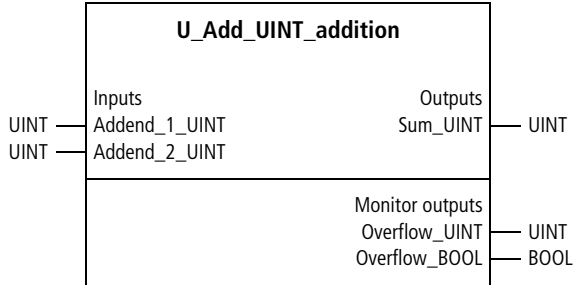 U_Add_UINT_addition
Inputs Outputs
UINT Addend_1_UINT Sum_UINT UINT
UINT Addend_2_UINT
Monitor outputs
Overflow_UINT UINT
Overflow_BOOL BOOL